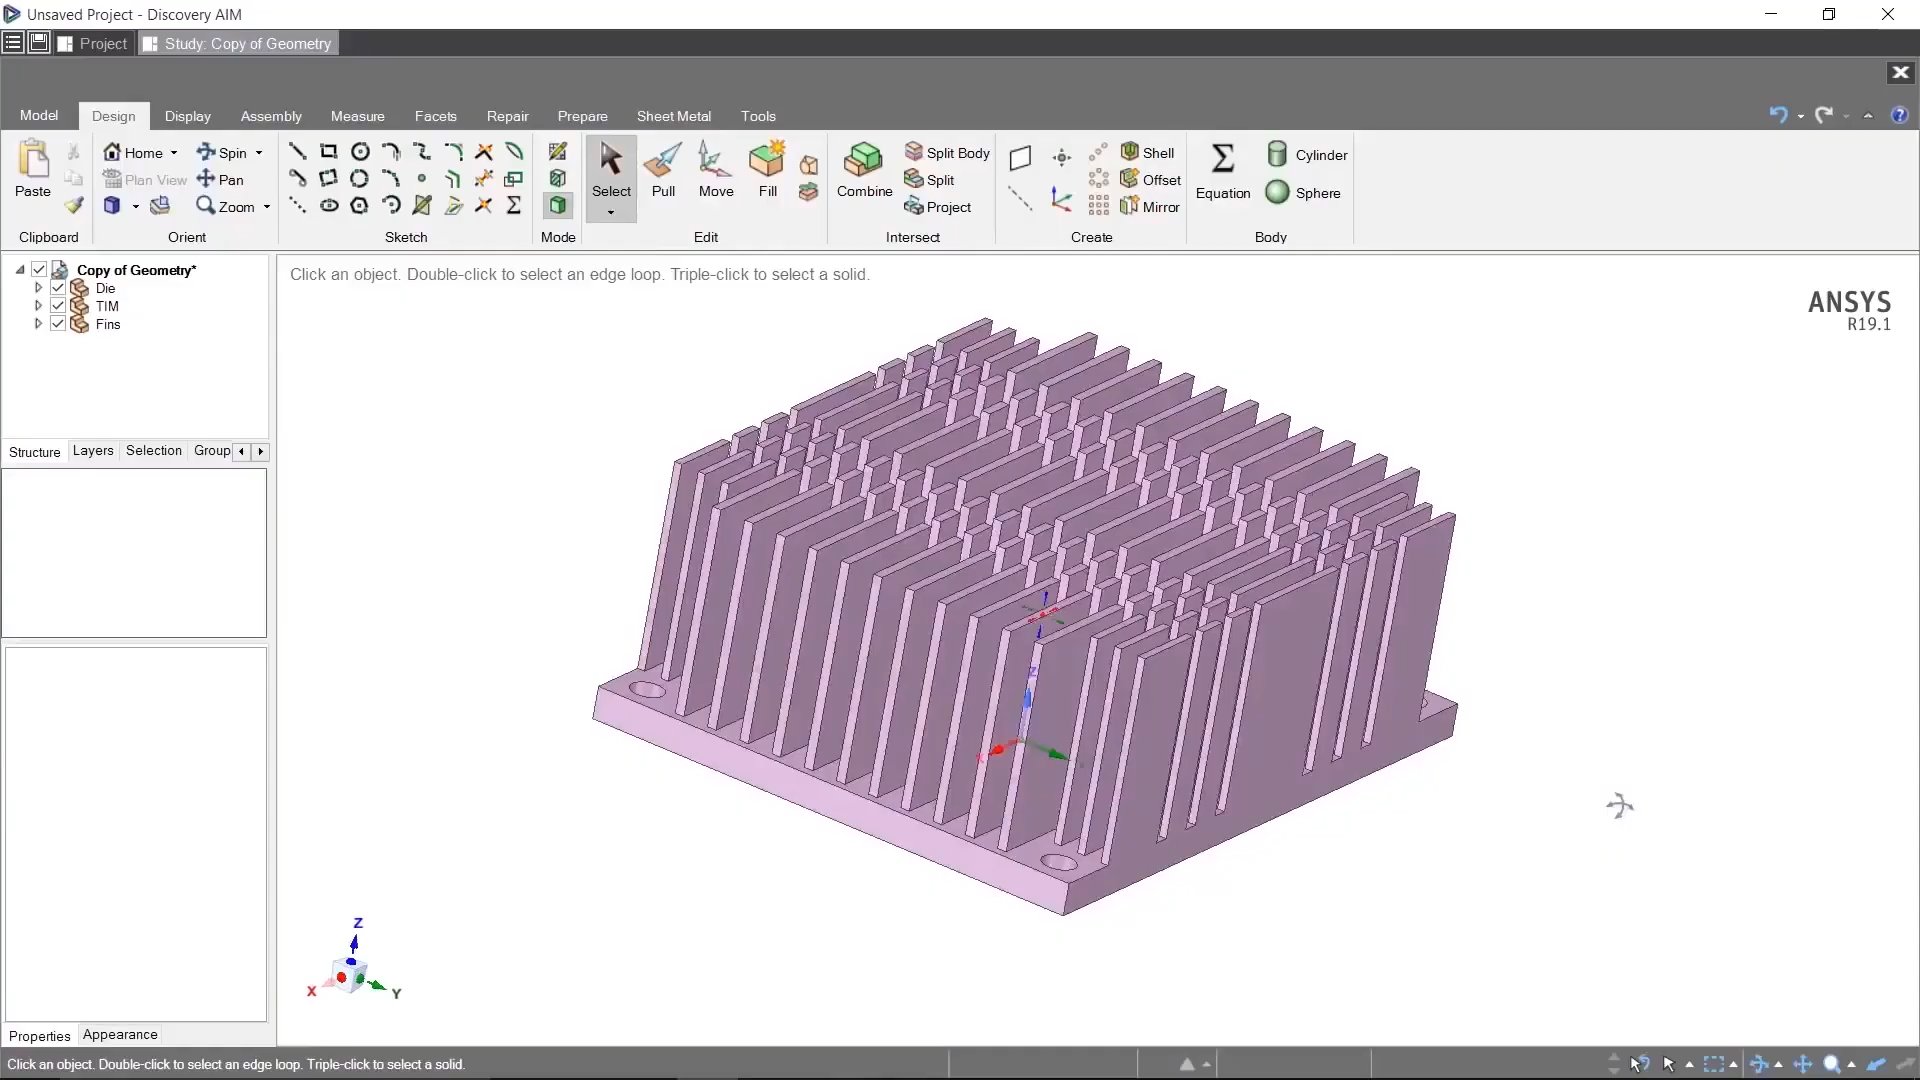 Unsaved Project - Discovery AIM
Project
Study: Copy of Geometry
Model
Design
Display
Assembly
Measure
Facets
Repair
Prepare
Sheet Metal
Tools
Paste
Clipboard
Home
Spin
Plan View
Pan
Zoom
Orient
Sketch
Mode
Select
Pull
Move
Fill
Edit
Combine
Split Body
Split
Project
Intersect
Shell
Offset
Mirror
Create
Equation
Cylinder
Sphere
Body
Copy of Geometry*
Die
TIM
Fins
Structure
Layers
Selection
Group
Click an object. Double-click to select an edge loop. Triple-click to select a solid.
ANSYS
R19.1
Z
X
Z
X
Y
Properties
Appearance
Click an object. Double-click to select an edge loop. Triple-click to select a solid.